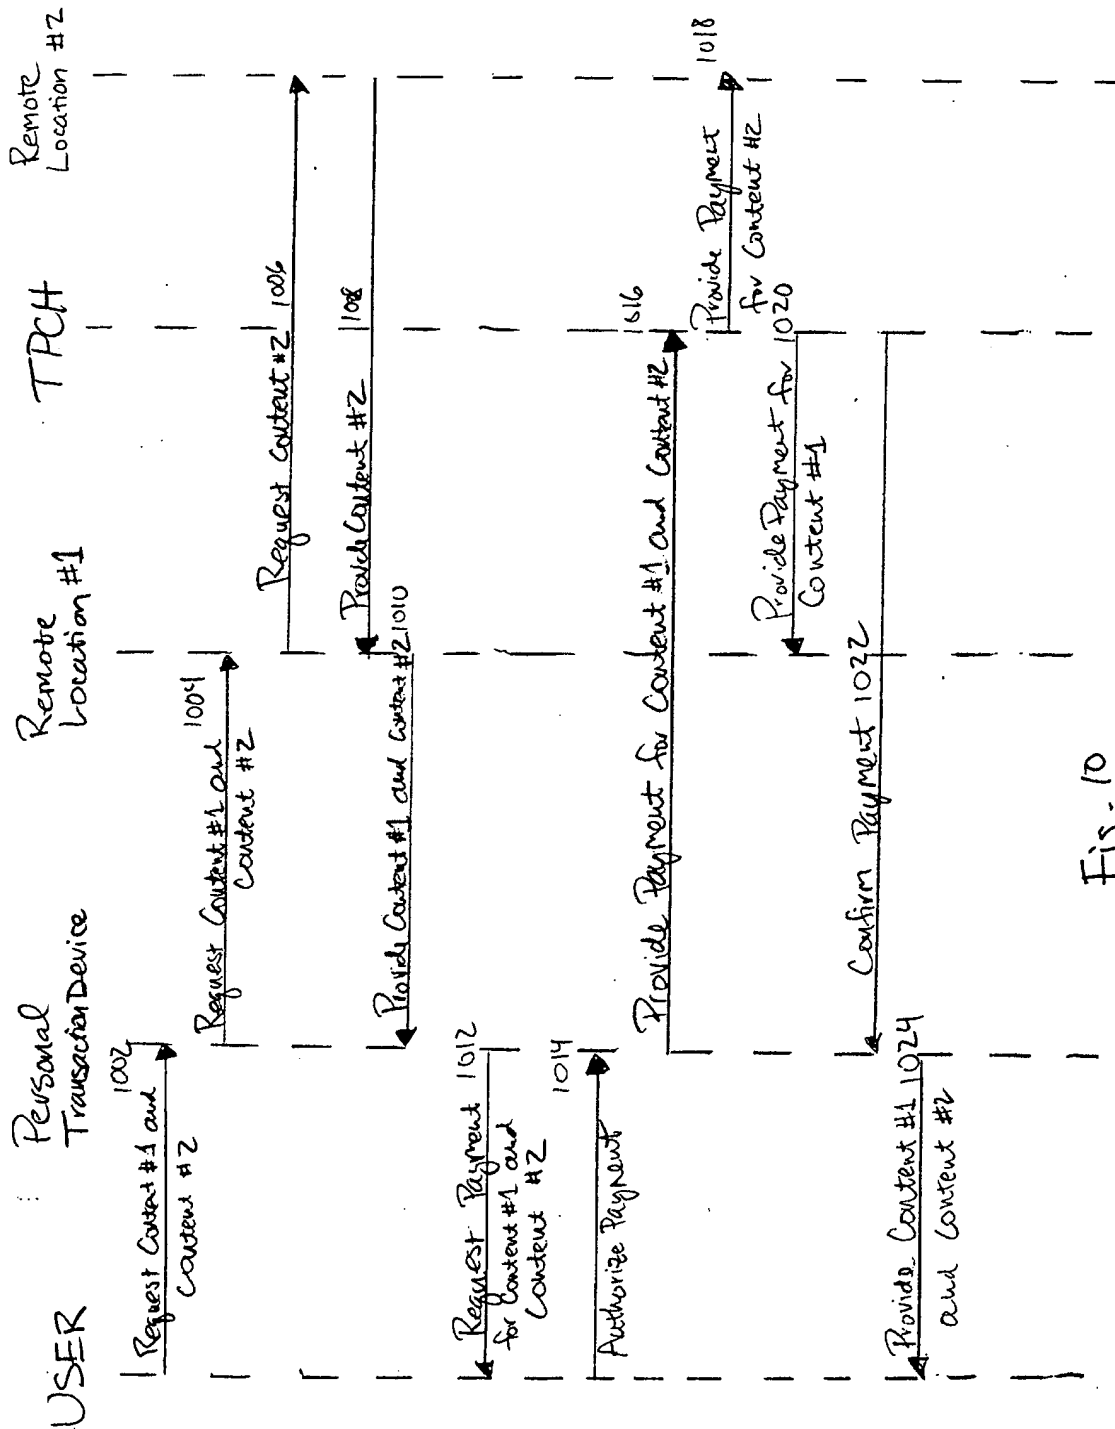 USER
Personal
Transaction Device
Remote
Location #1
TPCH
Remote
Location #2
1002
Request Content #1 and
Content #2
1004
Request Content #1 and
Content #2
Request Content #2 1006
1008
Provide Content #2
Provide Content #1 and Content #2 1010
Request Payment 1012
for Content #1 and
Content #2
1014
Authorize Payment
1016
Provide Payment for Content #1 and Content #2
1018
Provide Payment
for Content #2
Provide Payment for 1020
Content #1
Confirm Payment 1022
Provide Content #1 1024
and Content #2
Fig. 10